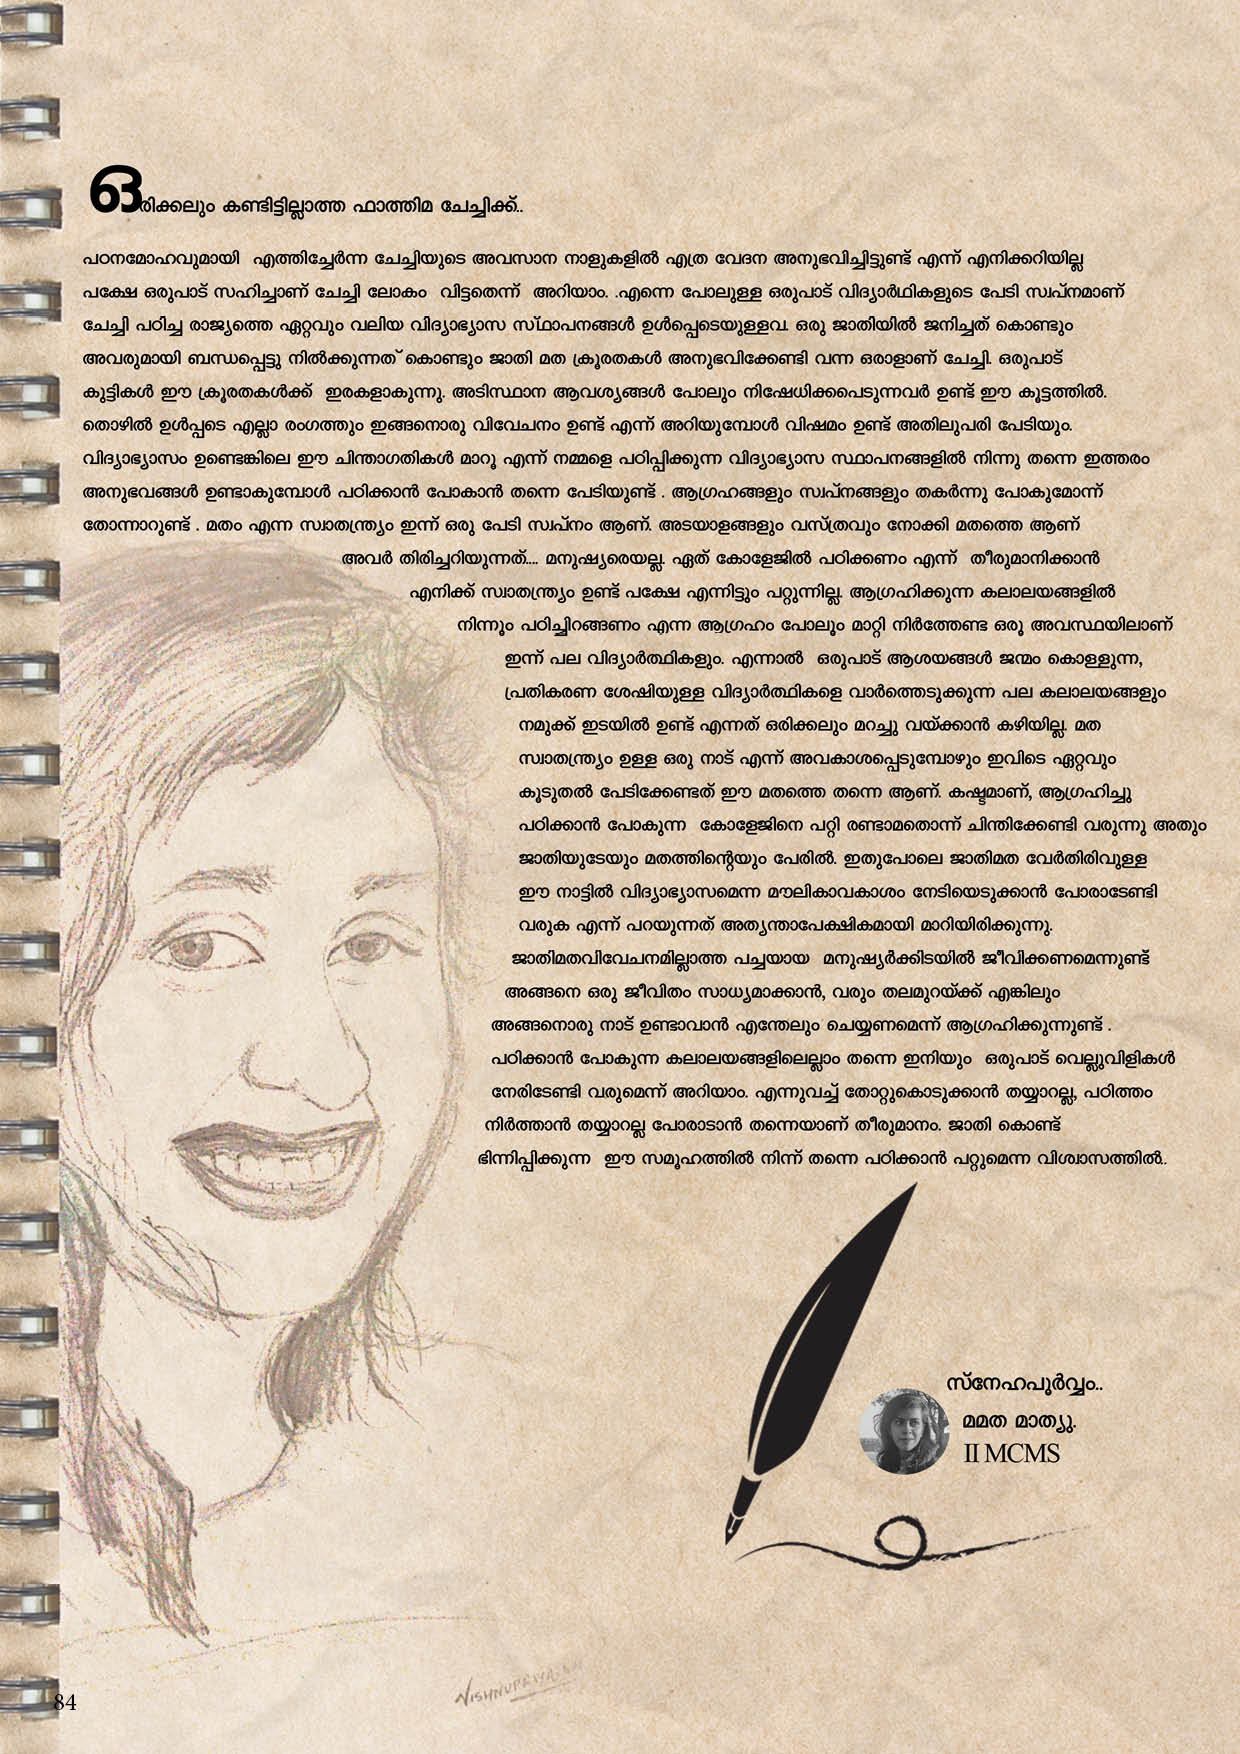 ഒരിക്കലും കണ്ടിട്ടില്ലാത്ത ഫാത്തിമ ചേച്ചിക്ക്..
പഠനമോഹവുമായി എത്തിച്ചേർന്ന ചേച്ചിയുടെ അവസാന നാളുകളിൽ എത്ര വേദന അനുഭവിച്ചിട്ടുണ്ട് എന്ന് എനിക്കറിയില്ല
പക്ഷേ ഒരുപാട് സഹിച്ചാണ് ചേച്ചി ലോകം വിട്ടതെന്ന് അറിയാം. .എന്നെ പോലുള്ള ഒരുപാട് വിദ്യാർഥികളുടെ പേടി സ്വപ്നമാണ്
ചേച്ചി പഠിച്ച രാജ്യത്തെ ഏറ്റവും വലിയ വിദ്യാഭ്യാസ സ്ഥാപനങ്ങൾ ഉൾപ്പെടെയുള്ളവ. ഒരു ജാതിയിൽ ജനിച്ചത് കൊണ്ടും
അവരുമായി ബന്ധപ്പെട്ടു നിൽക്കുന്നത് കൊണ്ടും ജാതി മത ക്രൂരതകൾ അനുഭവിക്കേണ്ടി വന്ന ഒരാളാണ് ചേച്ചി. ഒരുപാട്
കുട്ടികൾ ഈ ക്രൂരതകൾക്ക് ഇരകളാകുന്നു. അടിസ്ഥാന ആവശ്യങ്ങൾ പോലും നിഷേധിക്കപെടുന്നവർ ഉണ്ട് ഈ കൂട്ടത്തിൽ.
തൊഴിൽ ഉൾപ്പടെ എല്ലാ രംഗത്തും ഇങ്ങനൊരു വിവേചനം ഉണ്ട് എന്ന് അറിയുമ്പോൾ വിഷമം ഉണ്ട് അതിലുപരി പേടിയും.
വിദ്യാഭ്യാസം ഉണ്ടെങ്കിലെ ഈ ചിന്താഗതികൾ മാറൂ എന്ന് നമ്മളെ പഠിപ്പിക്കുന്ന വിദ്യാഭ്യാസ സ്ഥാപനങ്ങളിൽ നിന്നു തന്നെ ഇത്തരം
അനുഭവങ്ങൾ ഉണ്ടാകുമ്പോൾ പഠിക്കാൻ പോകാൻ തന്നെ പേടിയുണ്ട് . ആഗ്രഹങ്ങളും സ്വപ്നങ്ങളും തകർന്നു പോകുമോന്ന്
തോന്നാറുണ്ട് . മതം എന്ന സ്വാതന്ത്ര്യം ഇന്ന് ഒരു പേടി സ്വപ്നം ആണ്. അടയാളങ്ങളും വസ്ത്രവും നോക്കി മതത്തെ ആണ്
അവർ തിരിച്ചറിയുന്നത്.... മനുഷ്യരെയല്ല. ഏത് കോളേജിൽ പഠിക്കണം എന്ന് തീരുമാനിക്കാൻ
എനിക്ക് സ്വാതന്ത്ര്യം ഉണ്ട് പക്ഷേ എന്നിട്ടും പറ്റുന്നില്ല. ആഗ്രഹിക്കുന്ന കലാലയങ്ങളിൽ
നിന്നും പഠിച്ചിറങ്ങണം എന്ന ആഗ്രഹം പോലും മാറ്റി നിർത്തേണ്ട ഒരു അവസ്ഥയിലാണ്
ഇന്ന് പല വിദ്യാർത്ഥികളും. എന്നാൽ ഒരുപാട് ആശയങ്ങൾ ജന്മം കൊള്ളുന്ന,
പ്രതികരണ ശേഷിയുള്ള വിദ്യാർത്ഥികളെ വാർത്തെടുക്കുന്ന പല കലാലയങ്ങളും
നമുക്ക് ഇടയിൽ ഉണ്ട് എന്നത് ഒരിക്കലും മറച്ചു വയ്ക്കാൻ കഴിയില്ല. മത
സ്വാതന്ത്ര്യം ഉള്ള ഒരു നാട് എന്ന് അവകാശപ്പെടുമ്പോഴും ഇവിടെ ഏറ്റവും
കൂടുതൽ പേടിക്കേണ്ടത് ഈ മതത്തെ തന്നെ ആണ്. കഷ്ടമാണ്, ആഗ്രഹിച്ചു
പഠിക്കാൻ പോകുന്ന കോളേജിനെ പറ്റി രണ്ടാമതൊന്ന് ചിന്തിക്കേണ്ടി വരുന്നു അതും
ജാതിയുടേയും മതത്തിന്റെയും പേരിൽ. ഇതുപോലെ ജാതിമത വേർതിരിവുള്ള
ഈ നാട്ടിൽ വിദ്യാഭ്യാസമെന്ന മൗലികാവകാശം നേടിയെടുക്കാൻ പോരാടേണ്ടി
വരുക എന്ന് പറയുന്നത് അത്യന്താപേക്ഷികമായി മാറിയിരിക്കുന്നു.
ജാതിമതവിവേചനമില്ലാത്ത പച്ചയായ മനുഷ്യർക്കിടയിൽ ജീവിക്കണമെന്നുണ്ട്
അങ്ങനെ ഒരു ജീവിതം സാധ്യമാക്കാൻ, വരും തലമുറയ്ക്ക് എങ്കിലും
അങ്ങനൊരു നാട് ഉണ്ടാവാൻ എന്തേലും ചെയ്യണമെന്ന് ആഗ്രഹിക്കുന്നുണ്ട് .
പഠിക്കാൻ പോകുന്ന കലാലയങ്ങളിലെല്ലാം തന്നെ ഇനിയും ഒരുപാട് വെല്ലുവിളികൾ
നേരിടേണ്ടി വരുമെന്ന് അറിയാം. എന്നുവച്ച് തോറ്റുകൊടുക്കാൻ തയ്യാറല്ല, പഠിത്തം
നിർത്താൻ തയ്യാറല്ല പോരാടാൻ തന്നെയാണ് തീരുമാനം. ജാതി കൊണ്ട്
ഭിന്നിപ്പിക്കുന്ന ഈ സമൂഹത്തിൽ നിന്ന് തന്നെ പഠിക്കാൻ പറ്റുമെന്ന വിശ്വാസത്തിൽ..
സ്നേഹപൂർവ്വം..
മമത മാത്യു.
II MCMS
VISHNUPRIYA
84